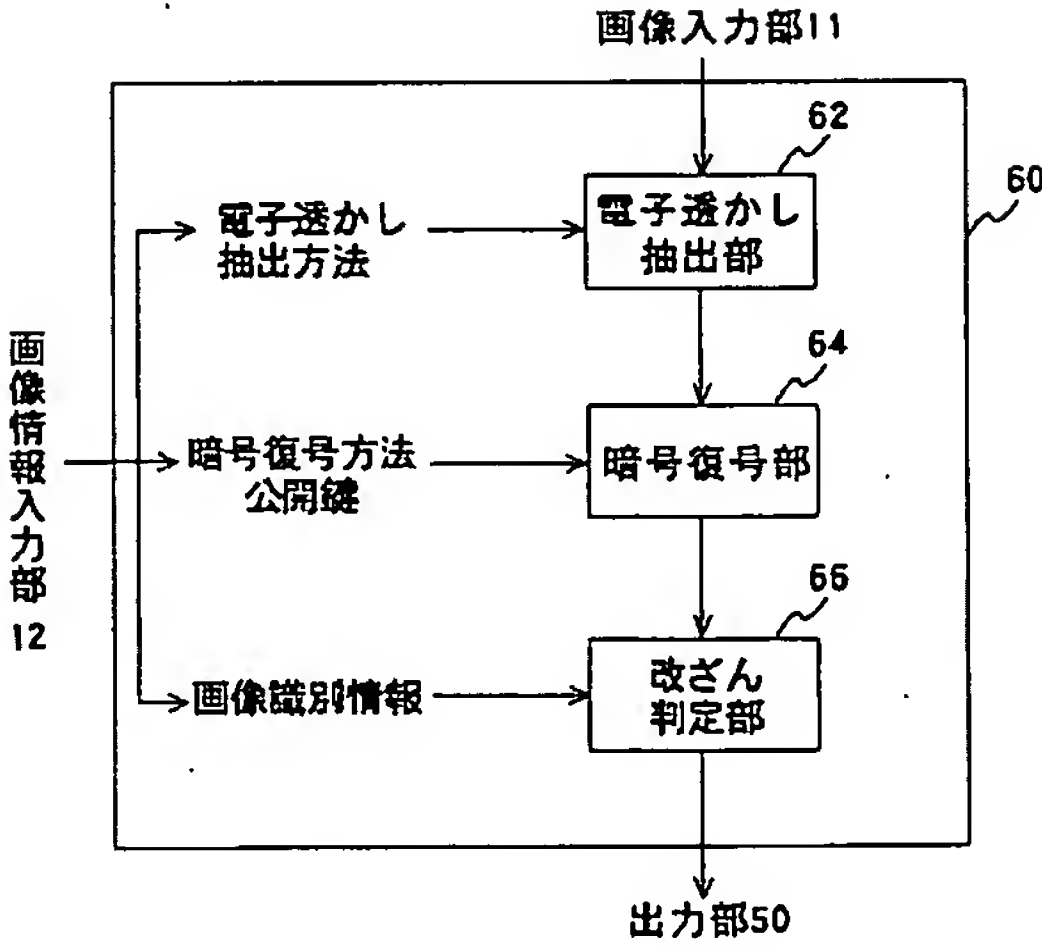 画像入力部11
62
60
電子透かし
抽出方法
電子透かし
抽出部
64
画像情報入力部12
暗号復号方法
公開鍵
暗号復号部
66
画像識別情報
改ざん
判定部
出力部50